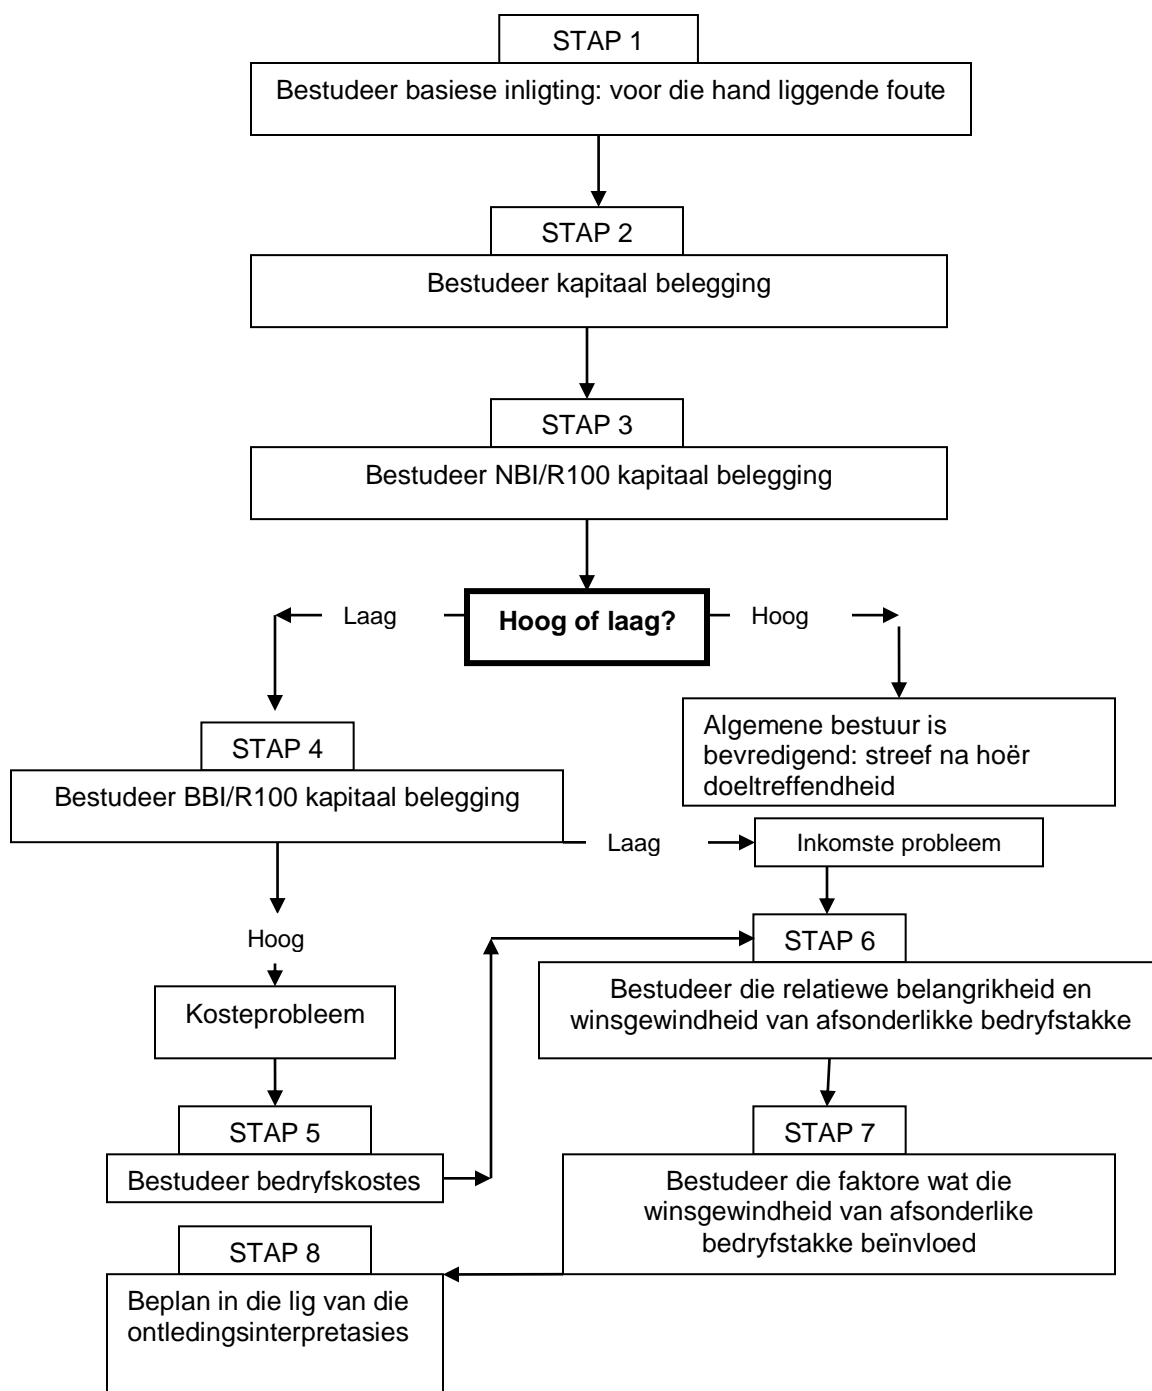 STAP 1
Bestudeer basiese inligting: voor die hand liggende foute
STAP 2
Bestudeer kapitaal belegging
STAP 3
Bestudeer NBI/R100 kapitaal belegging
Laag
Hoog of laag?
Hoog
Algemene bestuur is
bevredigend: streef na hoër
doeltreffendheid
STAP 4
Bestudeer BBI/R100 kapitaal belegging
Laag
Inkomste probleem
Hoog
Kosteprobleem
STAP 5
Bestudeer bedryfskostes
STAP 6
Bestudeer die relatiewe belangrikheid en
winsgewindheid van afsonderlikke bedryfstakke
STAP 7
Bestudeer die faktore wat die
winsgewindheid van afsonderlike
bedryfstakke beïnvloed
STAP 8
Beplan in die lig van die
ontledingsinterpretasies